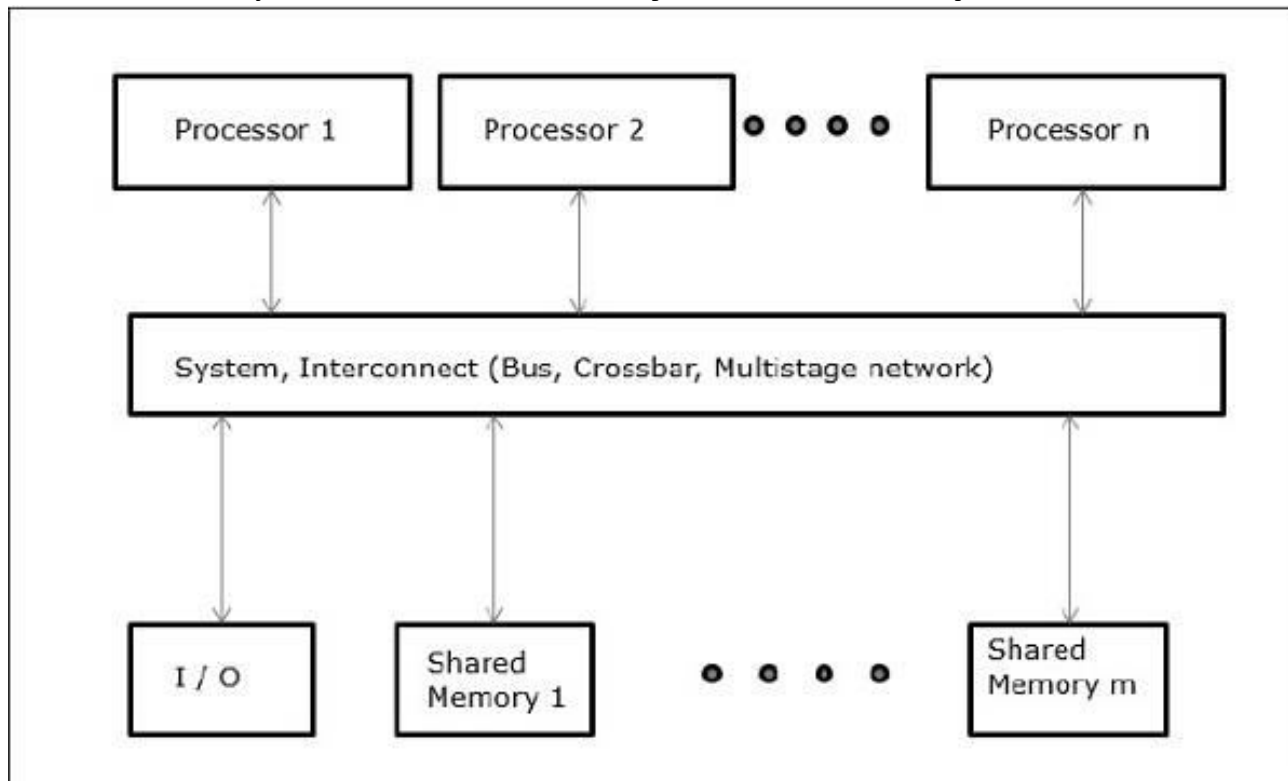 Processor 1
Processor 2
Processor n
System, Interconnect (Bus, Crossbar, Multistage network)
I / O
Shared
Memory 1
Shared
Memory m